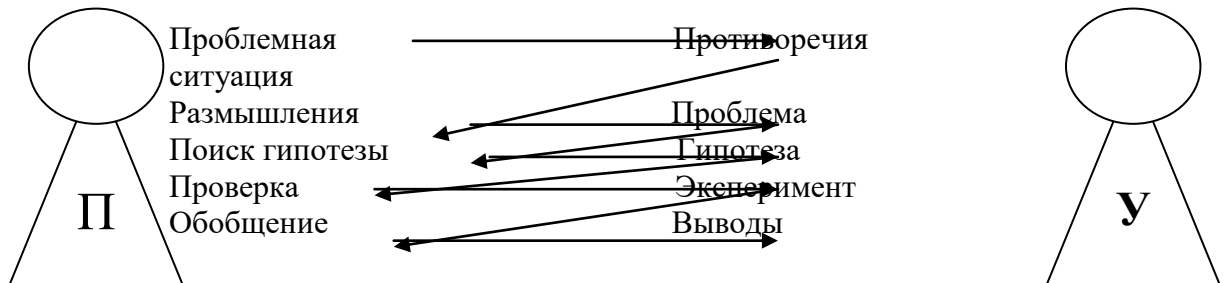 Проблемная Противоречия
ситуация
Размышления Проблема
Поиск гипотезы Гипотеза
Проверка Эксперимент
Обобщение Выводы
П У